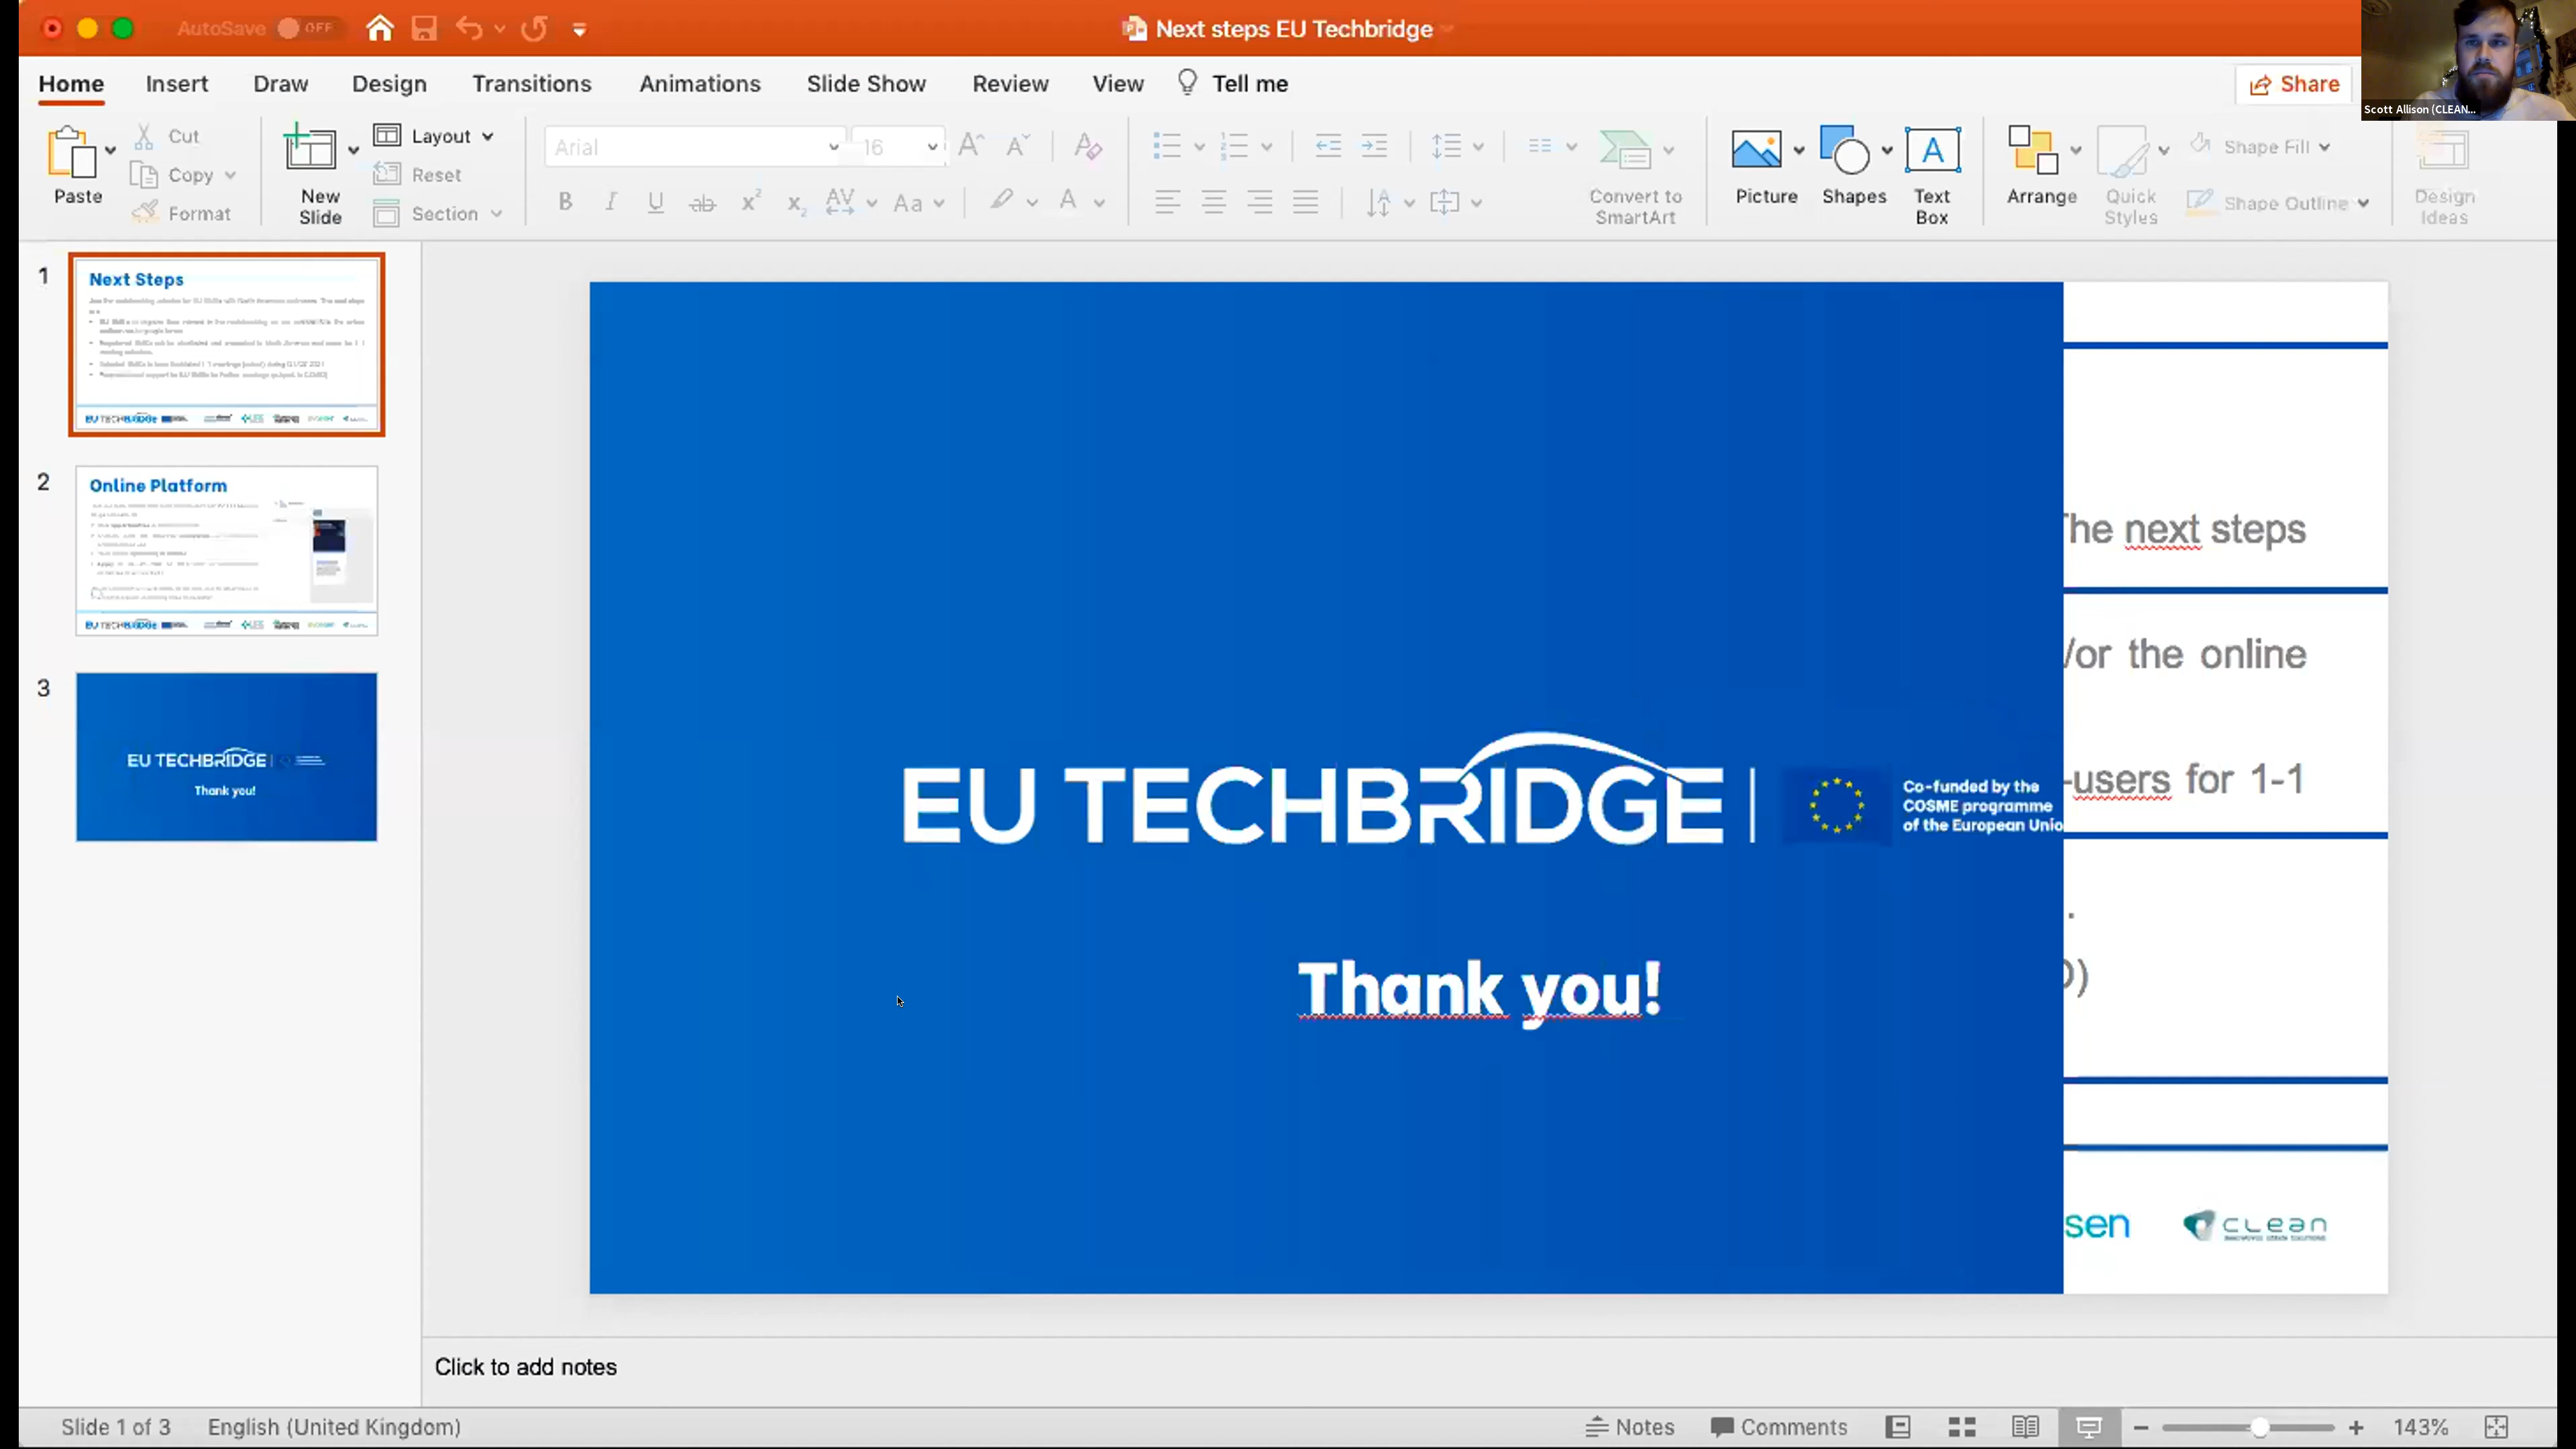 AutoSave OFF
Next steps EU Techbridge
Scott Allison (CLEAN...
Home Insert Draw Design Transitions Animations Slide Show Review View Tell me
Share
Paste
Cut
Copy
Format
New
Slide
Layout
Reset
Section
Arial
16
Convert to
SmartArt
Picture
Shapes
Text
Box
Arrange
Quick
Styles
Shape Fill
Shape Outline
Design
Ideas
1
Next Steps
EU TECHBRIDGE
2
Online Platform
EU TECHBRIDGE
3
EU TECHBRIDGE
Thank you!
EU TECHBRIDGE
Co-funded by the
COSME programme
of the European Unio
Thank you!
The next steps
/or the online
-users for 1-1
.
)
sen
CLEAN
Click to add notes
Slide 1 of 3
English (United Kingdom)
Notes
Comments
143%